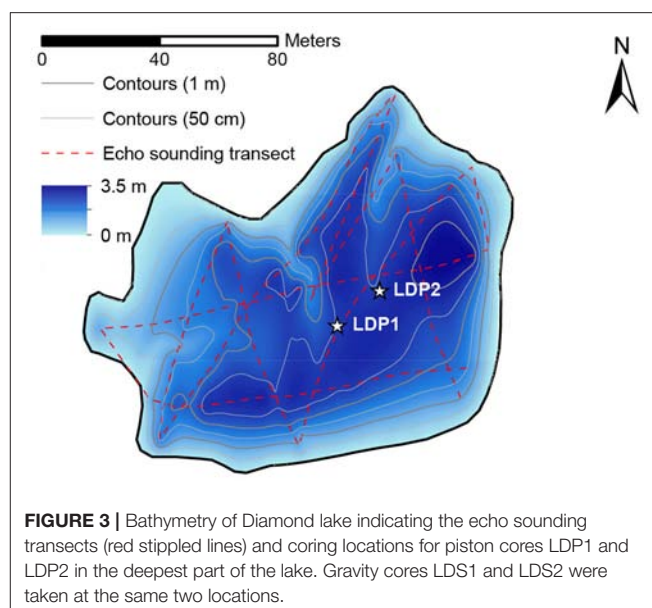 Meters
0 40 80
N
Contours (1 m)
Contours (50 cm)
Echo sounding transect
3.5 m
0 m
LDP2
LDP1
FIGURE 3 | Bathymetry of Diamond lake indicating the echo sounding
transects (red stippled lines) and coring locations for piston cores LDP1 and
LDP2 in the deepest part of the lake. Gravity cores LDS1 and LDS2 were
taken at the same two locations.